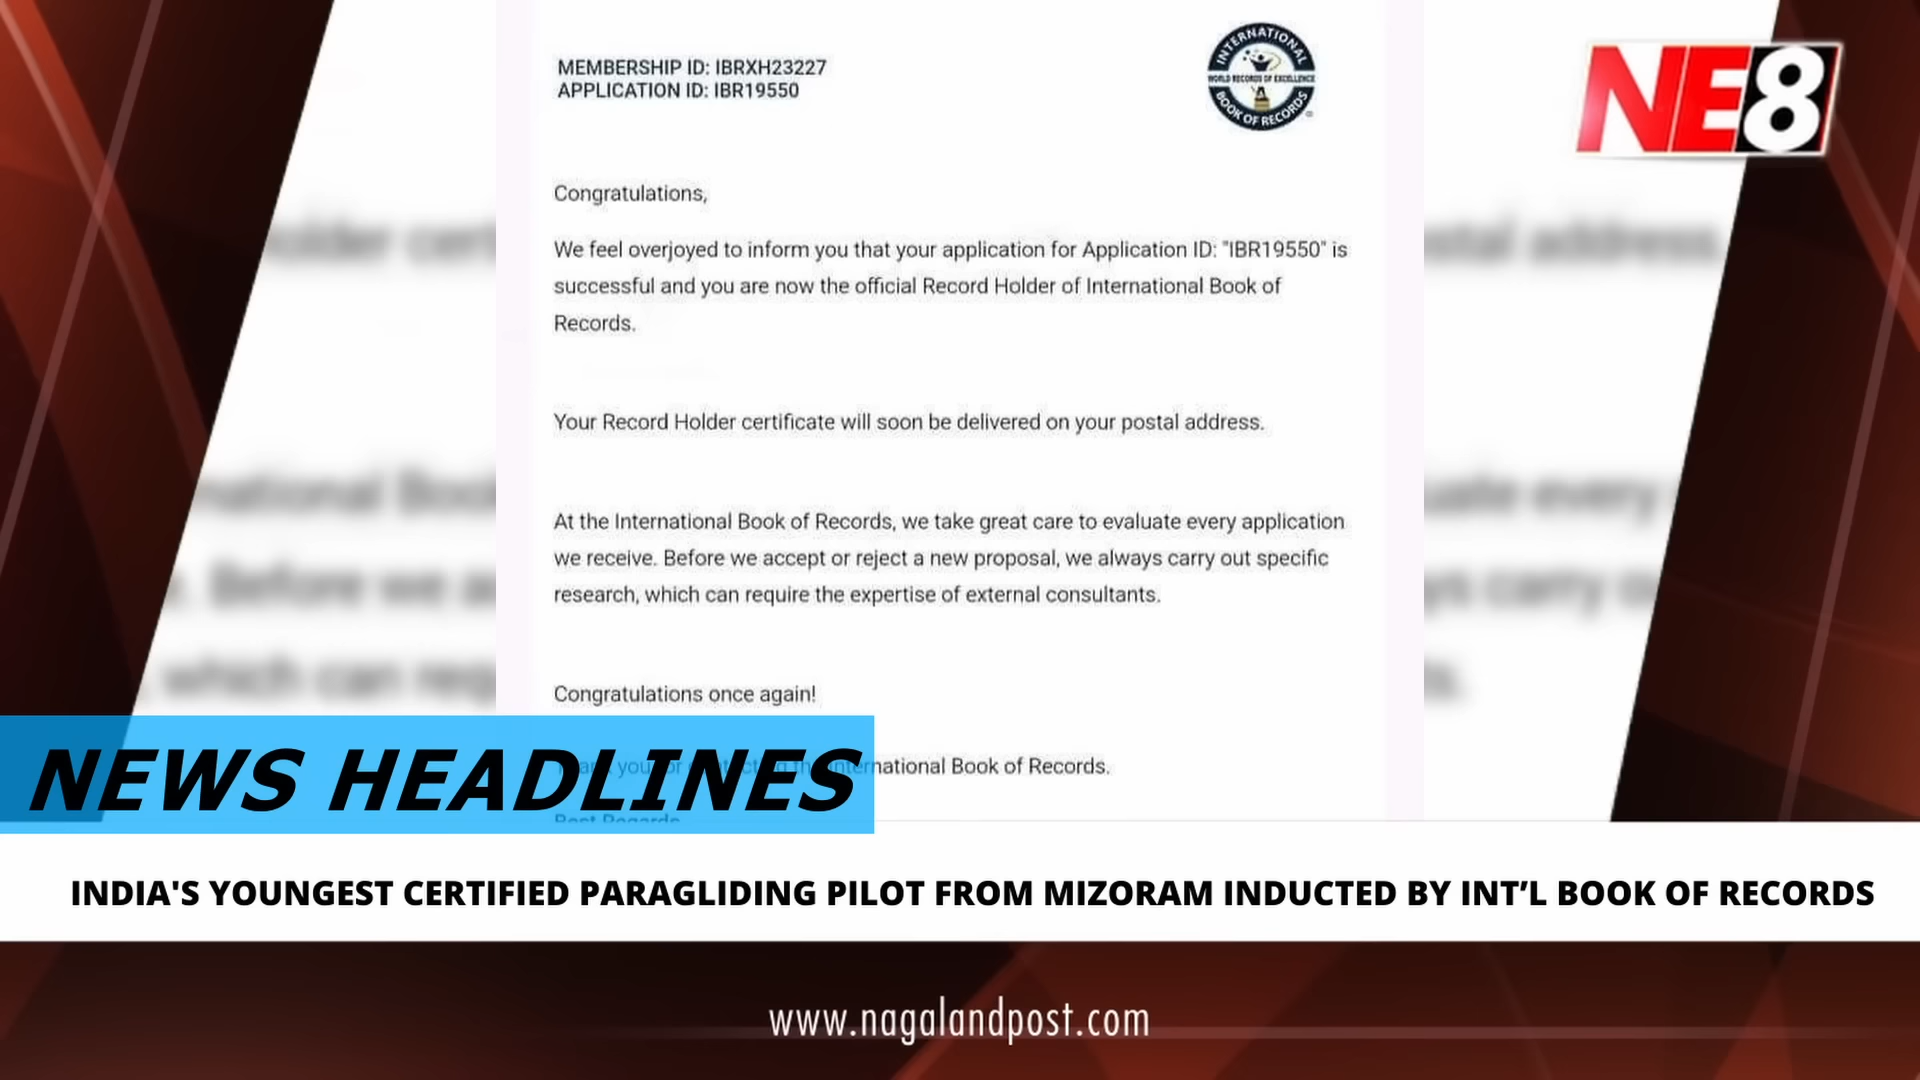 MEMBERSHIP ID: IBRXH23227
APPLICATION ID: IBR19550
INTERNATIONAL
WORLD RECORDS OF EXCELLENCE
BOOK OF RECORDS
NE8
Congratulations,
We feel overjoyed to inform you that your application for Application ID: "IBR19550" is
successful and you are now the official Record Holder of International Book of
Records.
Your Record Holder certificate will soon be delivered on your postal address.
At the International Book of Records, we take great care to evaluate every application
we receive. Before we accept or reject a new proposal, we always carry out specific
research, which can require the expertise of external consultants.
Congratulations once again!
International Book of Records.
NEWS HEADLINES
INDIA'S YOUNGEST CERTIFIED PARAGLIDING PILOT FROM MIZORAM INDUCTED BY INT’L BOOK OF RECORDS
www.nagalandpost.com